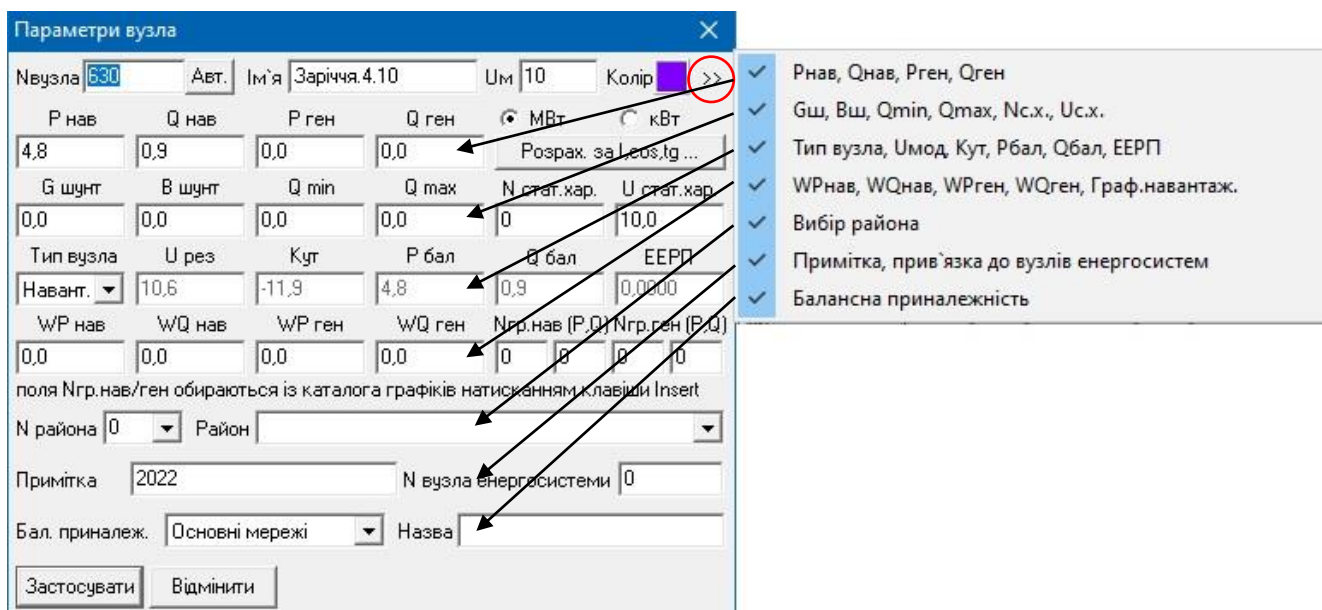 Параметри вузла
Nвузла 630 Авт. Ім`я Заріччя.4.10 Uм 10 Колір >>
P нав Q нав P ген Q ген МВт кВт
4,8 0,9 0,0 0,0 Розрах. за I,cos,tg ...
G шунт B шунт Q min Q max N стат.хар. U стат.хар.
0,0 0,0 0,0 0,0 0 10,0
Тип вузла U рез Кут P бал Q бал ЕЕРП
Навант. 10,6 -11,9 4,8 0,9 0,0000
WP нав WQ нав WP ген WQ ген Nгр.нав (P,Q) Nгр.ген (P,Q)
0,0 0,0 0,0 0,0 0 0 0 0
поля Nгр.нав/ген обираються із каталога графіків натисканням клавіши Insert
N района 0 Район
Примітка 2022 N вузла енергосистеми 0
Бал. приналеж. Основні мережі Назва
Застосувати Відмінити
Pнав, Qнав, Pген, Qген
Gш, Bш, Qmin, Qmax, Nс.х., Uс.х.
Тип вузла, Uмод, Кут, Pбал, Qбал, ЕЕРП
WPнав, WQнав, WPген, WQген, Граф.навантаж.
Вибір района
Примітка, прив`язка до вузлів енергосистем
Балансна приналежність